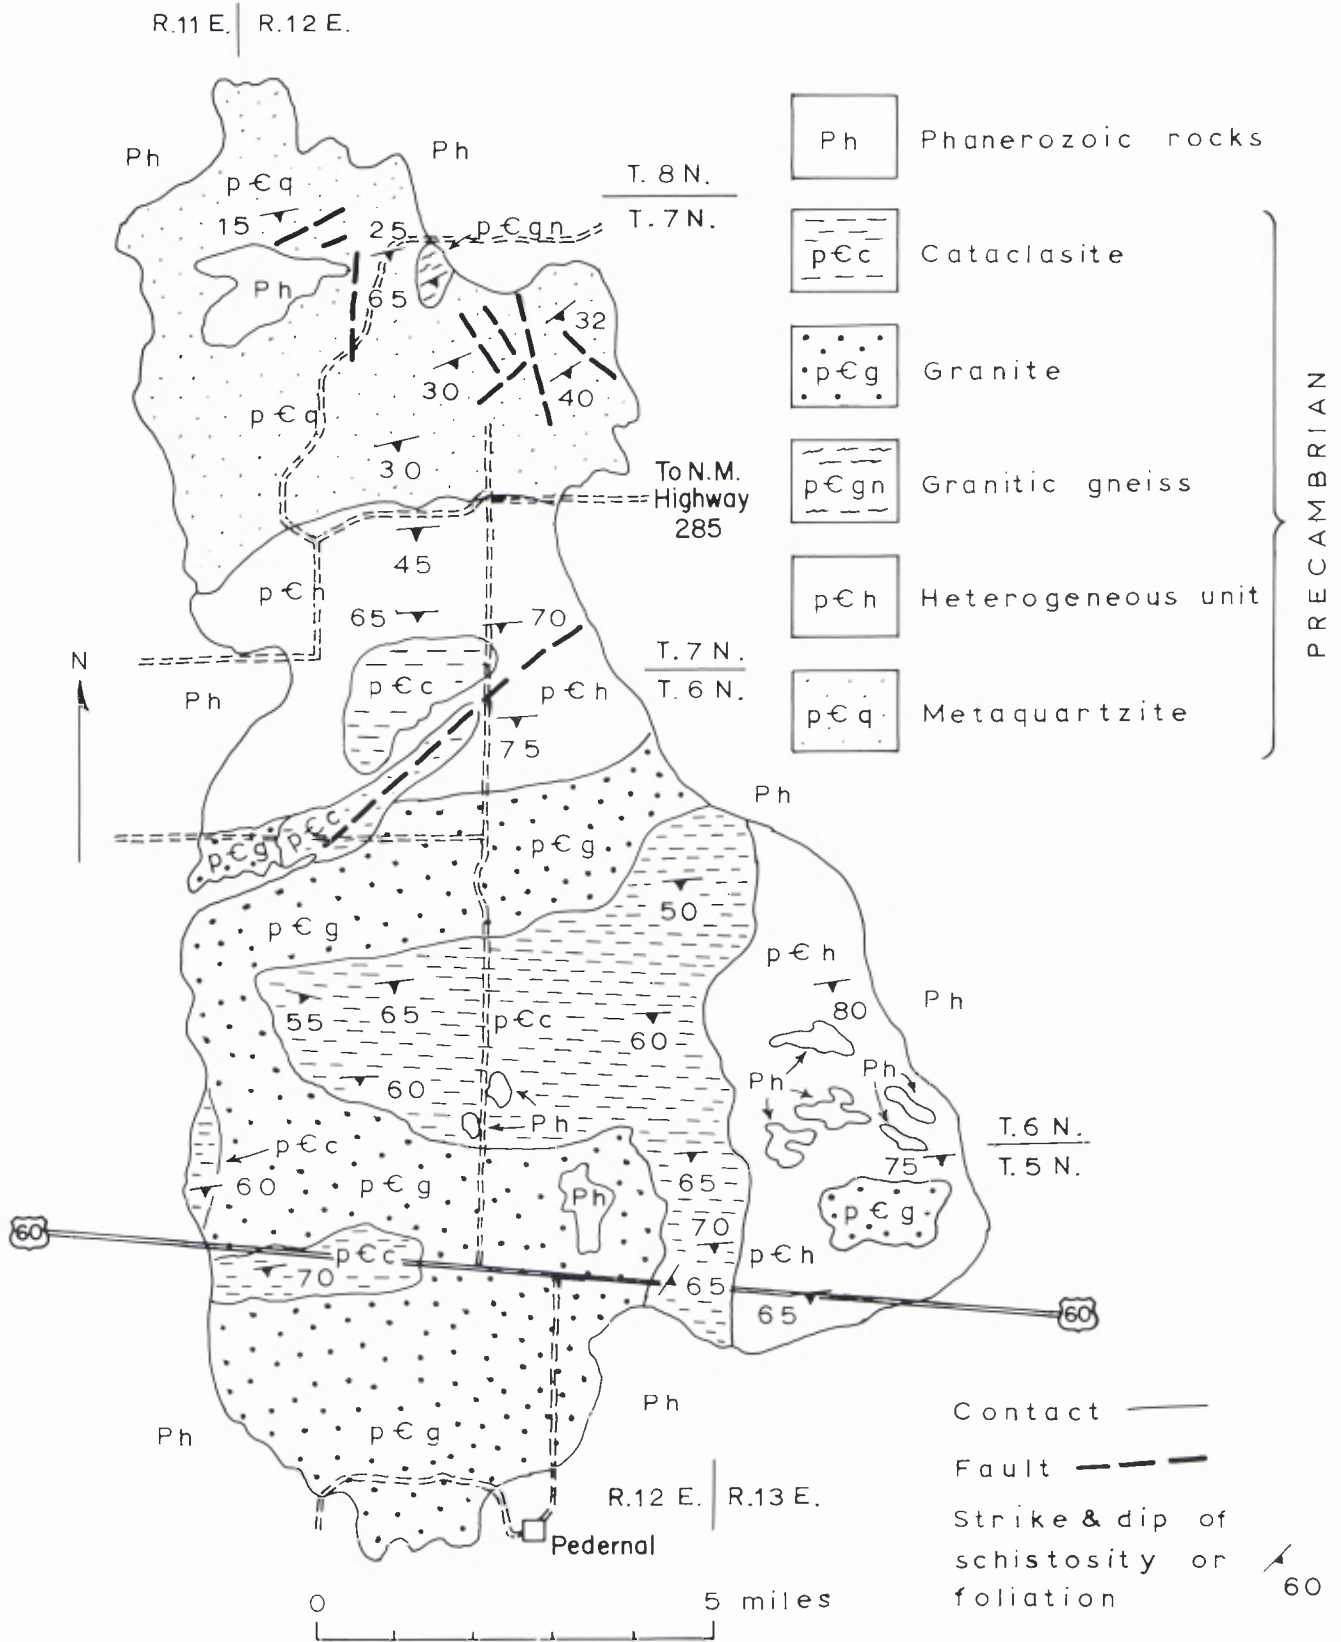 R.11 E. R.12 E.
Ph
Ph
p€q
15
25
p€gn
T. 8 N.
T. 7 N.
Ph
65
32
30
40
p€q
30
To N.M.
Highway
285
45
p€h
65
70
T. 7 N.
T. 6 N.
N
Ph
p€c
p€h
75
Ph
p€g
p€c
p€g
50
p€g
p€h
80
Ph
55
65
p€c
60
60
Ph
Ph
Ph
T. 6 N.
T. 5 N.
p€c
75
60
p€g
Ph
65
p€g
70
60
p€c
70
p€h
65
65
60
Ph
Ph
p€g
R.12 E. R.13 E.
Pedernal
0 5 miles
Ph Phanerozoic rocks
p€c Cataclasite
p€g Granite
p€gn Granitic gneiss
p€h Heterogeneous unit
p€q Metaquartzite
PRECAMBRIAN
Contact
Fault
Strike & dip of
schistosity or
foliation
60